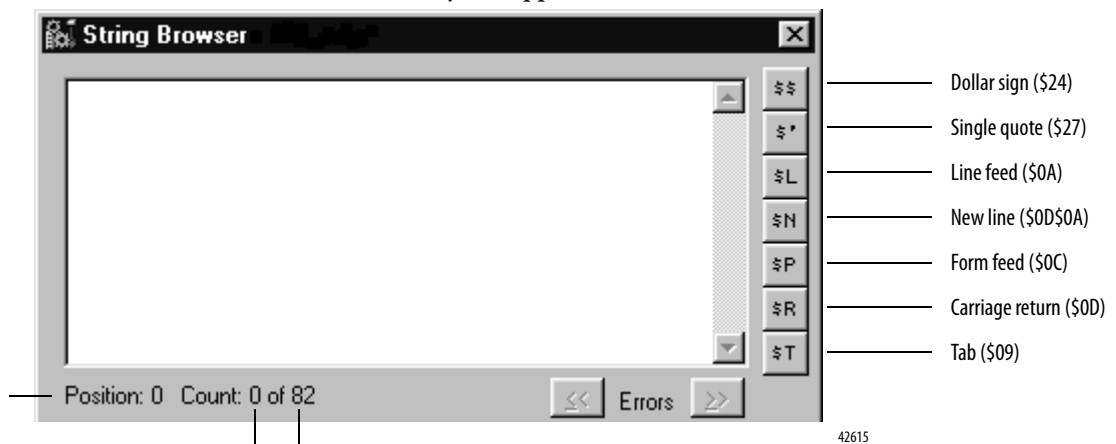 String Browser
$$ Dollar sign ($24)
$' Single quote ($27)
$L Line feed ($0A)
$N New line ($0D$0A)
$P Form feed ($0C)
$R Carriage return ($0D)
$T Tab ($09)
Position: 0 Count: 0 of 82 << Errors >>
42615